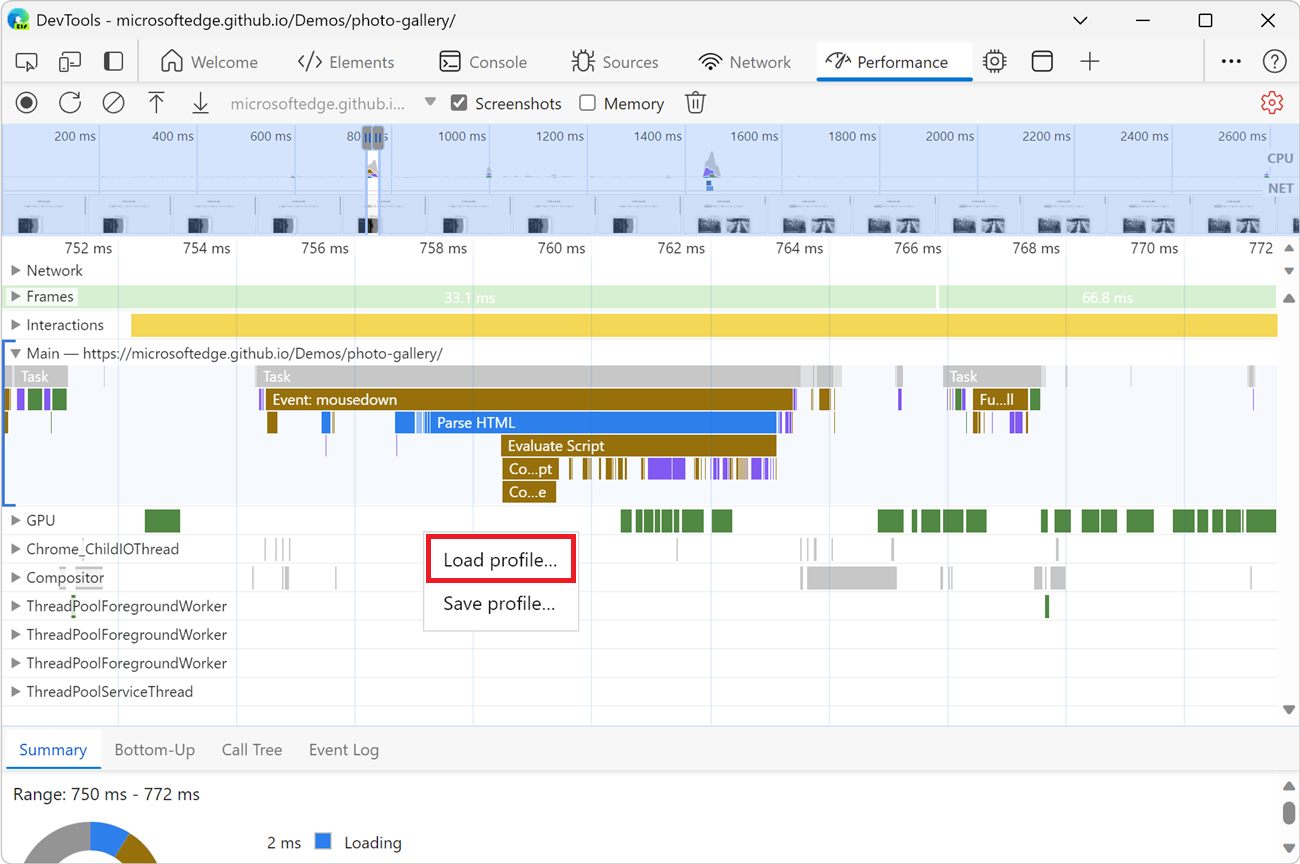 DevTools - microsoftedge.github.io/Demos/photo-gallery/
Welcome Elements Console Sources Network Performance
microsoftedge.github.i... Screenshots Memory
200 ms 400 ms 600 ms 1000 ms 1200 ms 1400 ms 1600 ms 1800 ms 2000 ms 2200 ms 2400 ms 2600 ms
CPU
NET
752 ms 754 ms 756 ms 758 ms 760 ms 762 ms 764 ms 766 ms 768 ms 770 ms 772
Network
Frames 33.1 ms 66.8 ms
Interactions
Main — https://microsoftedge.github.io/Demos/photo-gallery/
Task Task Task
Event: mousedown Fu...ll
Parse HTML
Evaluate Script
Co...pt
Co...e
GPU
Chrome_ChildIOThread
Load profile...
Compositor
Save profile...
ThreadPoolForegroundWorker
ThreadPoolForegroundWorker
ThreadPoolForegroundWorker
ThreadPoolServiceThread
Summary Bottom-Up Call Tree Event Log
Range: 750 ms - 772 ms
2 ms Loading